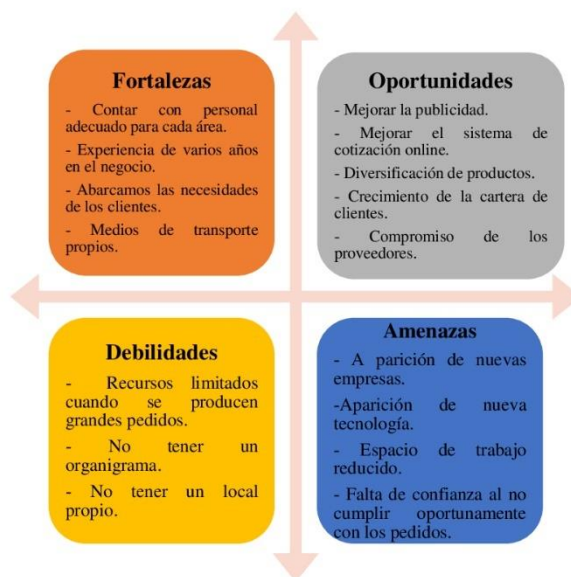 Fortalezas
- Contar con personal
adecuado para cada área.
- Experiencia de varios años
en el negocio.
- Abarcamos las necesidades
de los clientes.
- Medios de transporte
propios.
Oportunidades
- Mejorar la publicidad.
- Mejorar el sistema de
cotización online.
- Diversificación de productos.
- Crecimiento de la cartera de
clientes.
- Compromiso de los
proveedores.
Debilidades
- Recursos limitados
cuando se producen
grandes pedidos.
- No tener un
organigrama.
- No tener un local
propio.
Amenazas
- A parición de nuevas
empresas.
-Aparición de nueva
tecnología.
- Espacio de trabajo
reducido.
- Falta de confianza al no
cumplir oportunamente
con los pedidos.